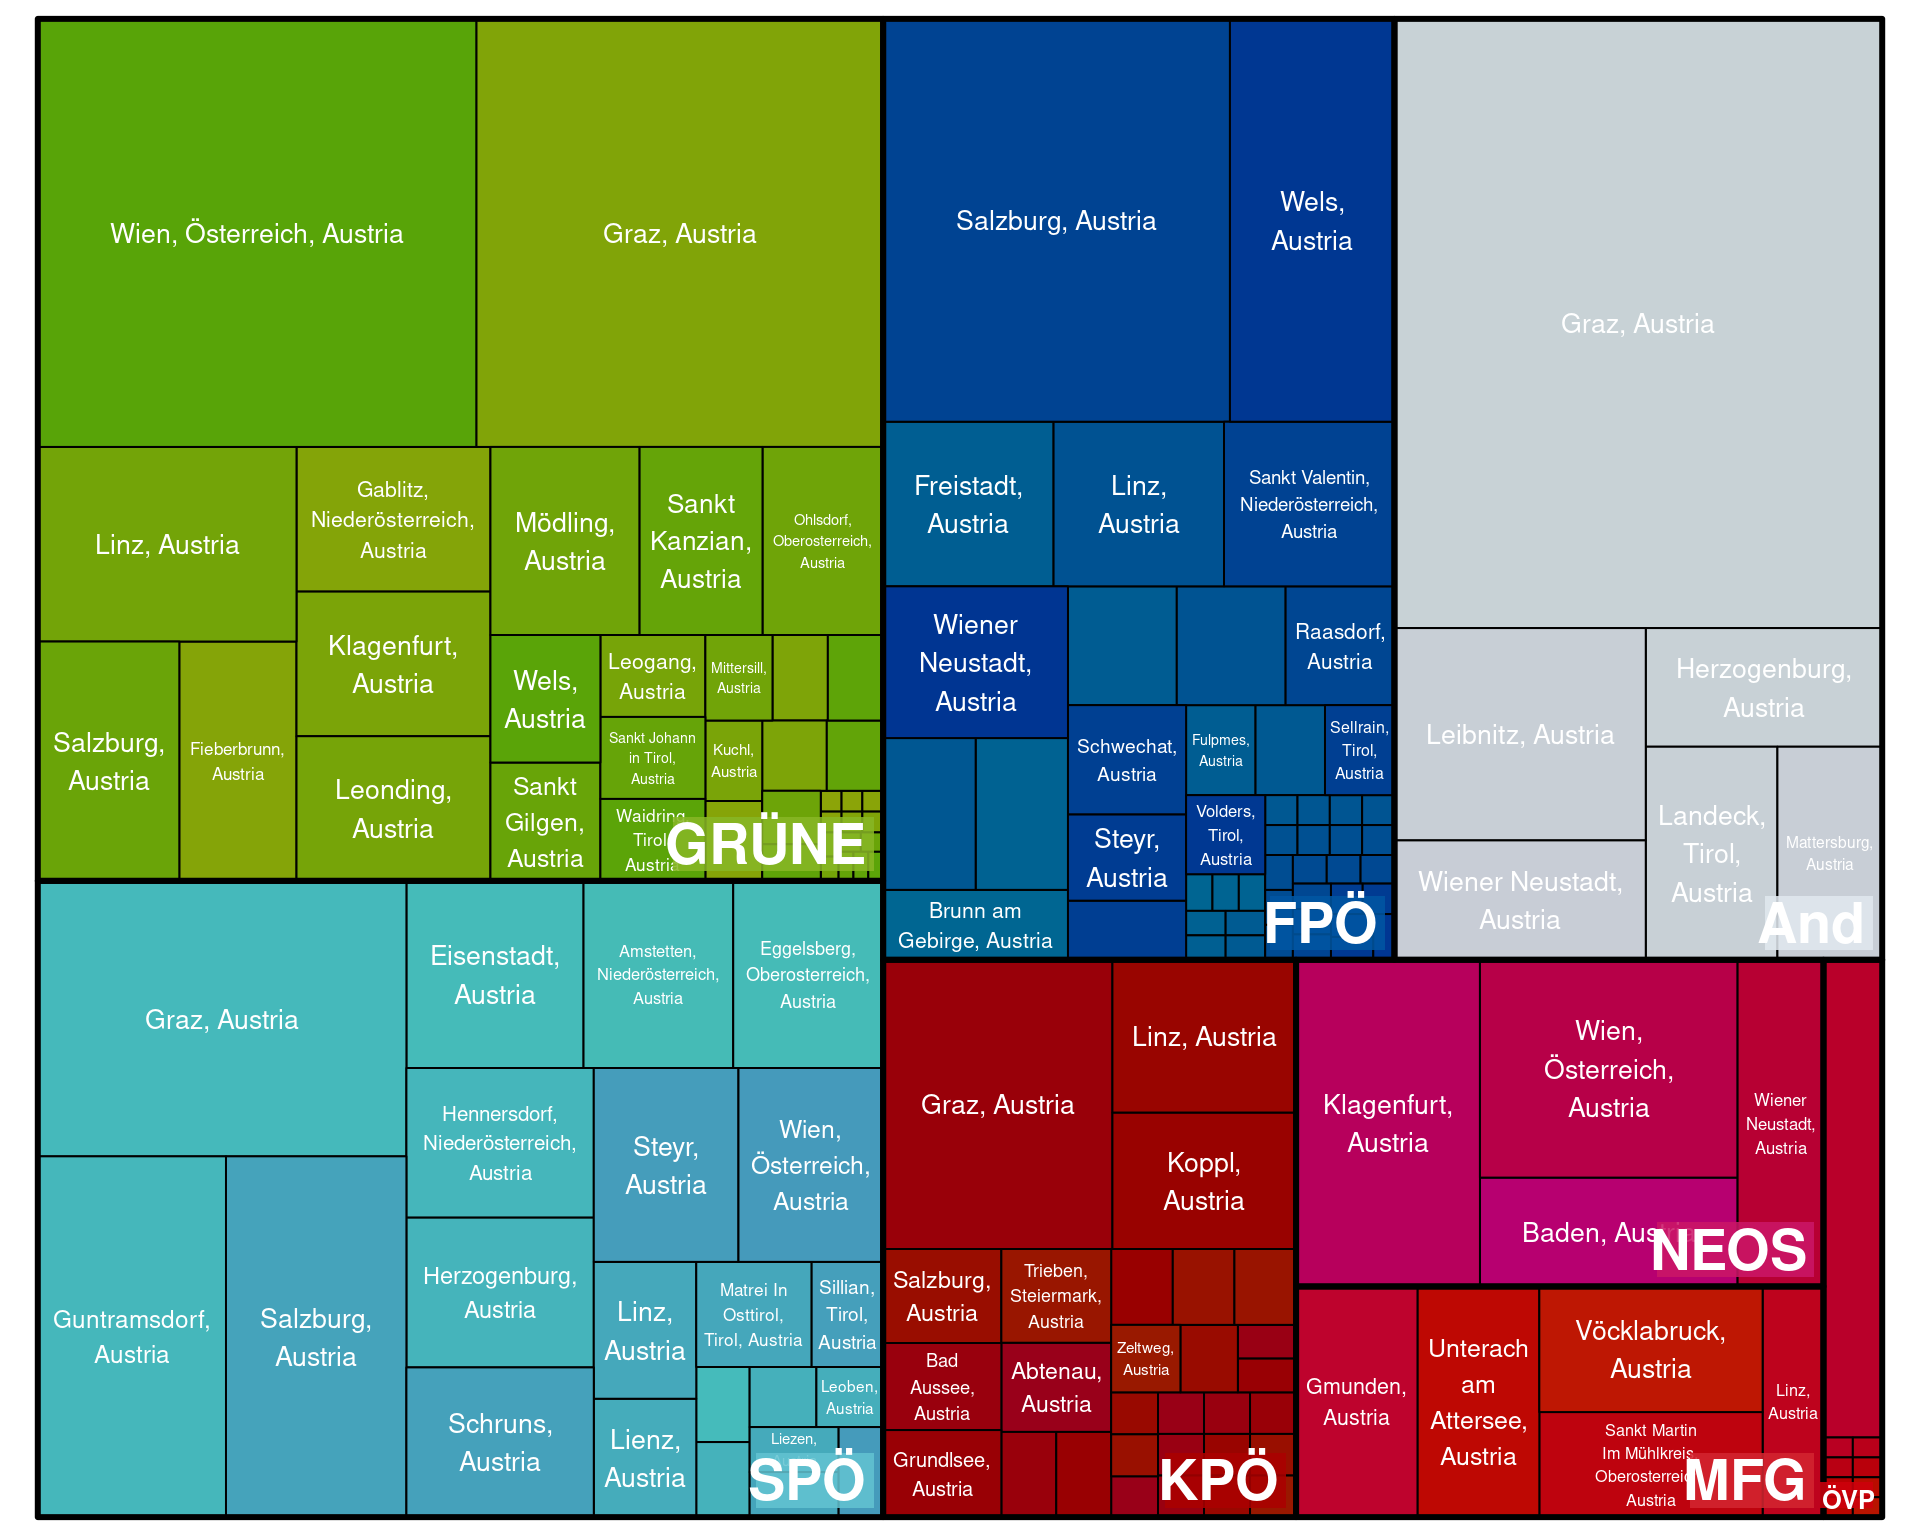 Wien, Österreich, Austria
Graz, Austria
Linz, Austria
Gablitz,
Niederösterreich,
Austria
Mödling,
Austria
Sankt
Kanzian,
Austria
Ohlsdorf,
Oberosterreich,
Austria
Klagenfurt,
Austria
Salzburg,
Austria
Fieberbrunn,
Austria
Leonding,
Austria
Wels,
Austria
Sankt
Gilgen,
Austria
Leogang,
Austria
Sankt Johann
in Tirol,
Austria
Waidring,
Tirol,
Austria
Mittersill,
Austria
Kuchl,
Austria
GRÜNE
Salzburg, Austria
Wels,
Austria
Freistadt,
Austria
Linz,
Austria
Sankt Valentin,
Niederösterreich,
Austria
Wiener
Neustadt,
Austria
Raasdorf,
Austria
Schwechat,
Austria
Fulpmes,
Austria
Sellrain,
Tirol,
Austria
Steyr,
Austria
Volders,
Tirol,
Austria
Brunn am
Gebirge, Austria
FPÖ
Graz, Austria
Leibnitz, Austria
Herzogenburg,
Austria
Wiener Neustadt,
Austria
Landeck,
Tirol,
Austria
Mattersburg,
Austria
And
Graz, Austria
Eisenstadt,
Austria
Amstetten,
Niederösterreich,
Austria
Eggelsberg,
Oberosterreich,
Austria
Hennersdorf,
Niederösterreich,
Austria
Steyr,
Austria
Wien,
Österreich,
Austria
Guntramsdorf,
Austria
Salzburg,
Austria
Herzogenburg,
Austria
Schruns,
Austria
Linz,
Austria
Matrei In
Osttirol,
Tirol, Austria
Sillian,
Tirol,
Austria
Lienz,
Austria
Leoben,
Austria
Liezen,
SPÖ
Graz, Austria
Linz, Austria
Koppl,
Austria
Salzburg,
Austria
Trieben,
Steiermark,
Austria
Bad
Aussee,
Austria
Abtenau,
Austria
Zeltweg,
Austria
Grundlsee,
Austria
KPÖ
Klagenfurt,
Austria
Wien,
Österreich,
Austria
Wiener
Neustadt,
Austria
Baden, Austria
NEOS
Gmunden,
Austria
Unterach
am
Attersee,
Austria
Vöcklabruck,
Austria
Sankt Martin
Im Mühlkreis,
Oberosterreich,
Austria
Linz,
Austria
MFG
ÖVP